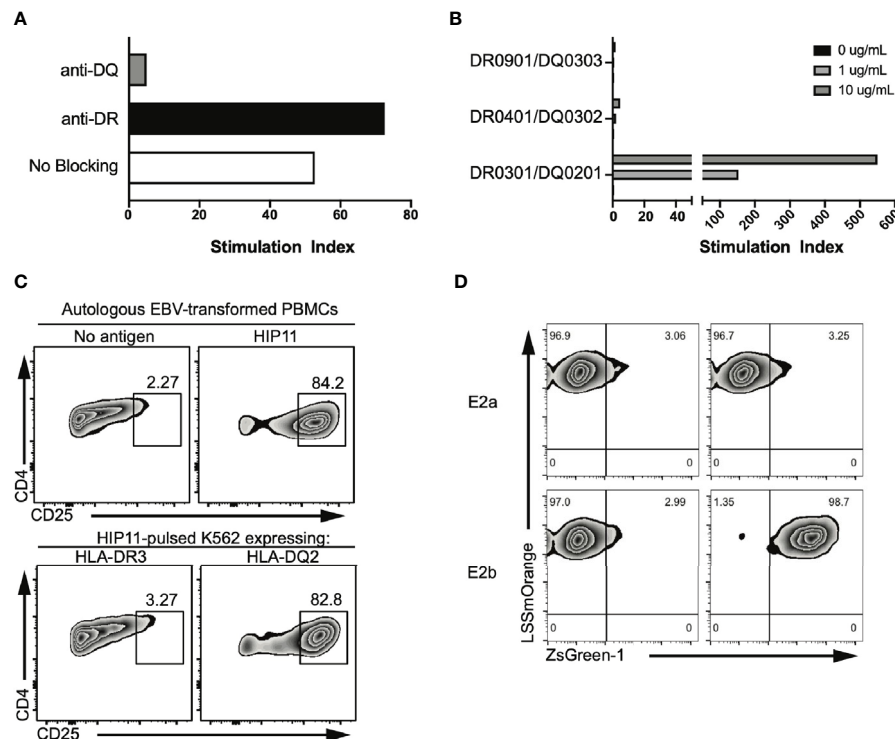 A
anti-DQ
anti-DR
No Blocking
0 20 40 60 80
Stimulation Index
B
DR0901/DQ0303
DR0401/DQ0302
DR0301/DQ0201
0 ug/mL
1 ug/mL
10 ug/mL
0 20 40 100 200 300 400 500 600
Stimulation Index
C
Autologous EBV-transformed PBMCs
No antigen HIP11
2.27 84.2
CD4
CD25
HIP11-pulsed K562 expressing:
HLA-DR3 HLA-DQ2
3.27 82.8
CD4
CD25
D
96.9 3.06 96.7 3.25
E2a
0 0 0 0
97.0 2.99 1.35 98.7
E2b
0 0 0 0
LSSmOrange
ZsGreen-1